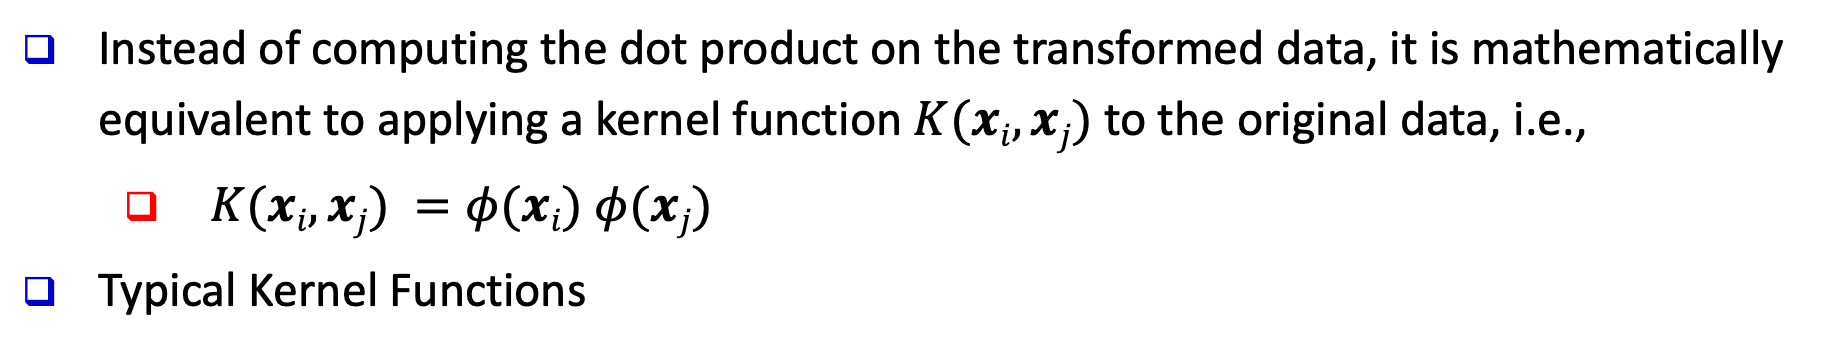 ❑ Instead of computing the dot product on the transformed data, it is mathematically
equivalent to applying a kernel function K(𝒙ᵢ, 𝒙ⱼ) to the original data, i.e.,
❑ K(𝒙ᵢ, 𝒙ⱼ) = ϕ(𝒙ᵢ) ϕ(𝒙ⱼ)
❑ Typical Kernel Functions